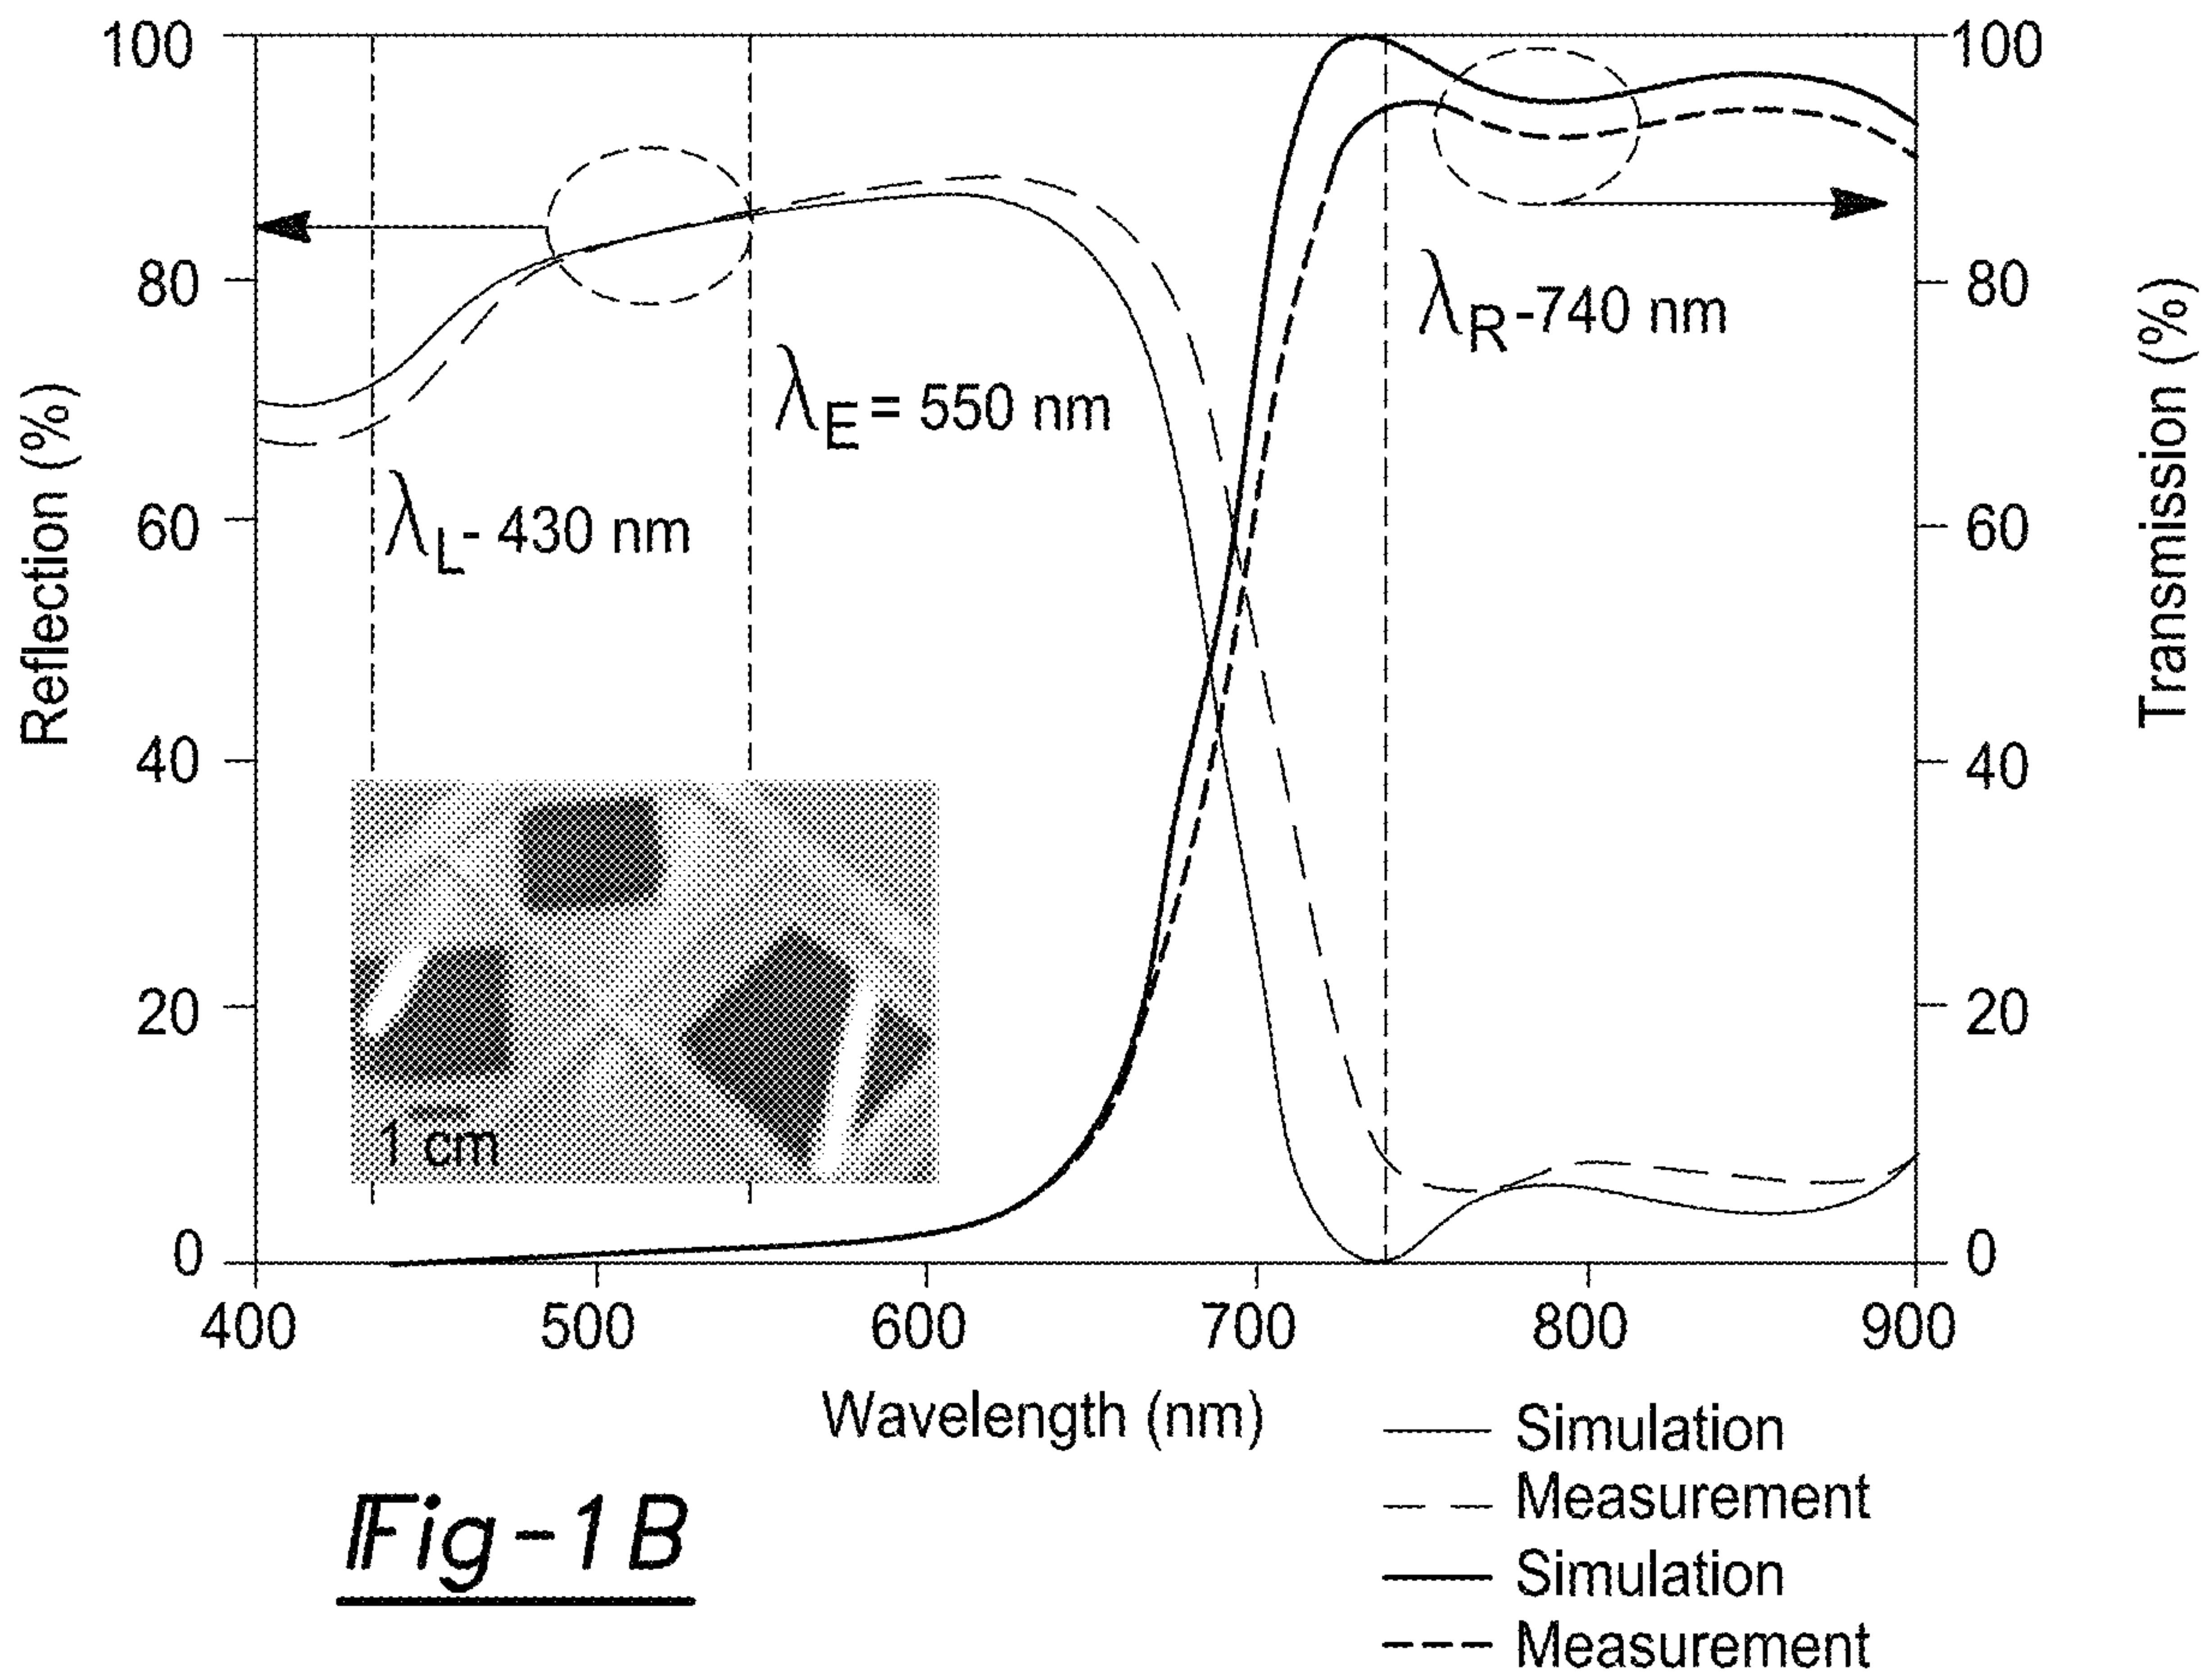 100
80
60
40
20
0
Reflection (%)
100
80
60
40
20
0
Transmission (%)
λR-740 nm
λE= 550 nm
λL- 430 nm
1 cm
400 500 600 700 800 900
Wavelength (nm)
Simulation
Measurement
Simulation
Measurement
Fig-1B